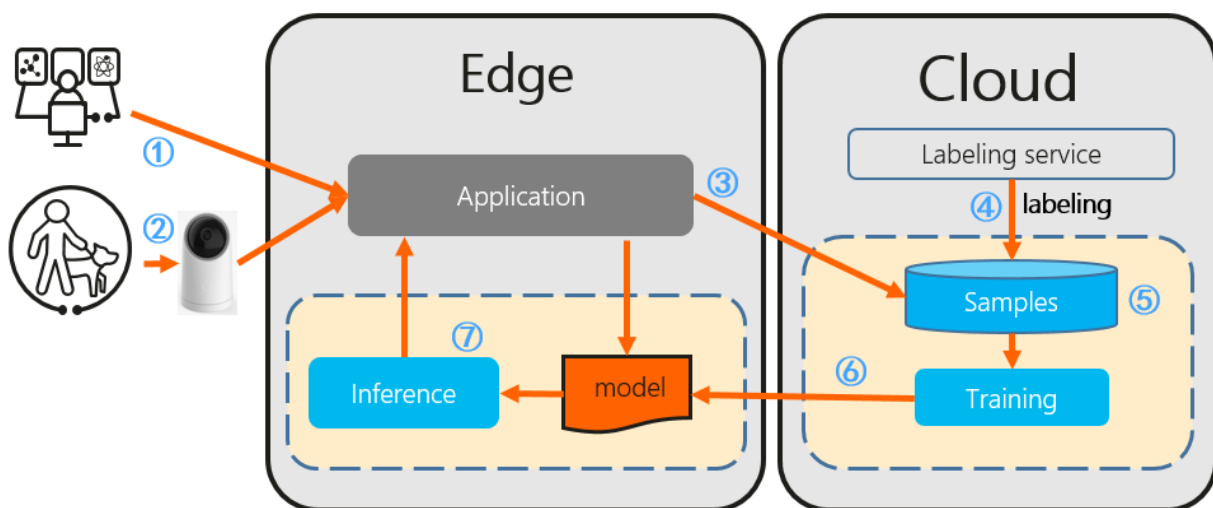 Edge
Cloud
Labeling service
①
Application
③
④
labeling
②
Samples
⑤
⑦
Inference
model
⑥
Training